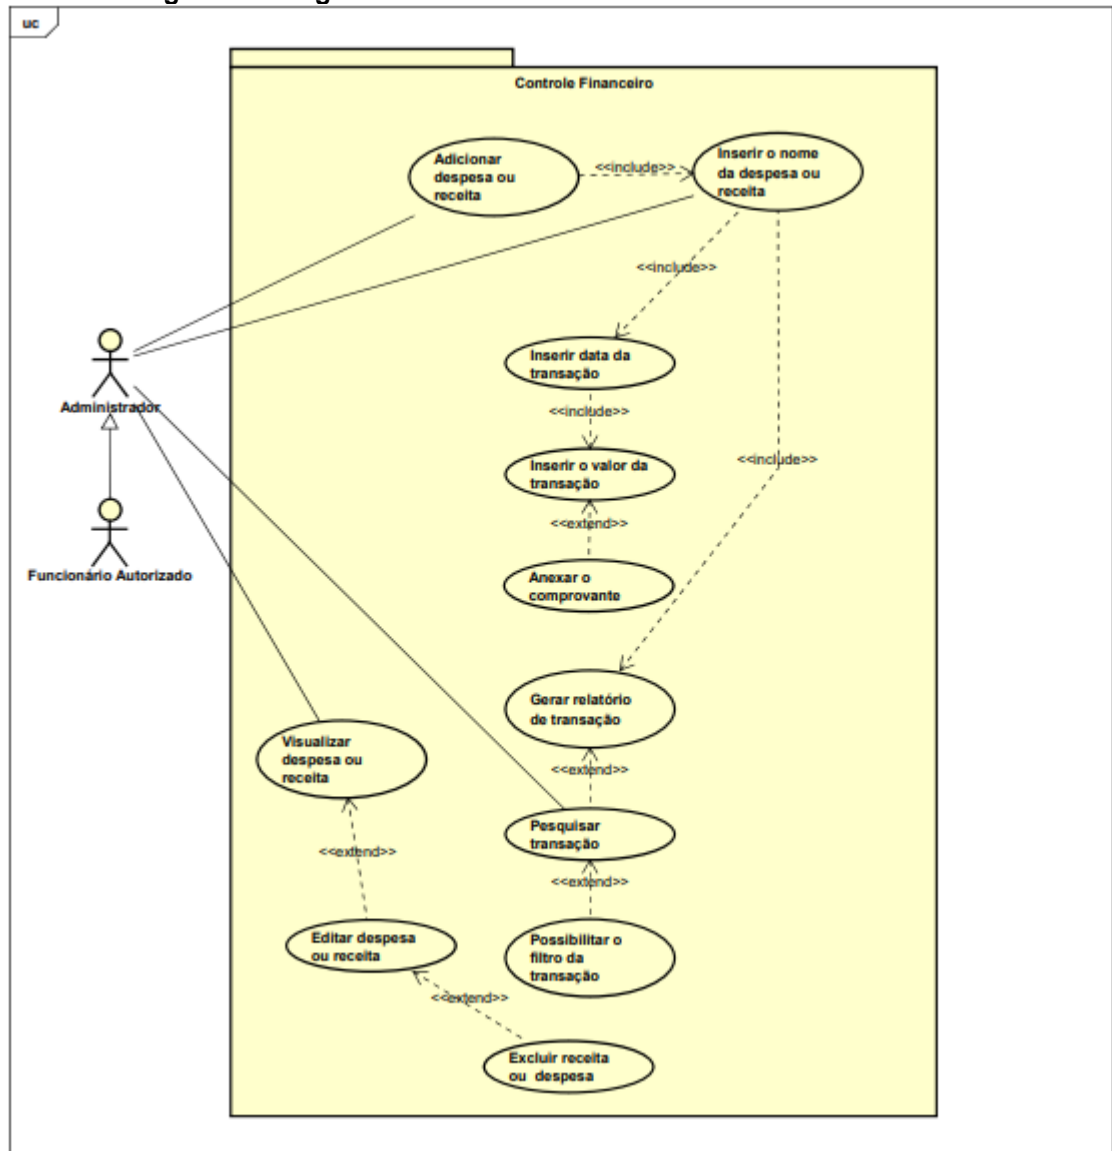 uc
Controle Financeiro
Adicionar
despesa ou
receita
<<include>>
Inserir o nome
da despesa ou
receita
<<include>>
Inserir data da
transação
<<include>>
<<include>>
Inserir o valor da
transação
<<extend>>
Anexar o
comprovante
Administrador
Funcionário Autorizado
Gerar relatório
de transação
<<extend>>
Visualizar
despesa ou
receita
Pesquisar
transação
<<extend>>
<<extend>>
Editar despesa
ou receita
Possibilitar o
filtro da
transação
<<extend>>
Excluir receita
ou despesa